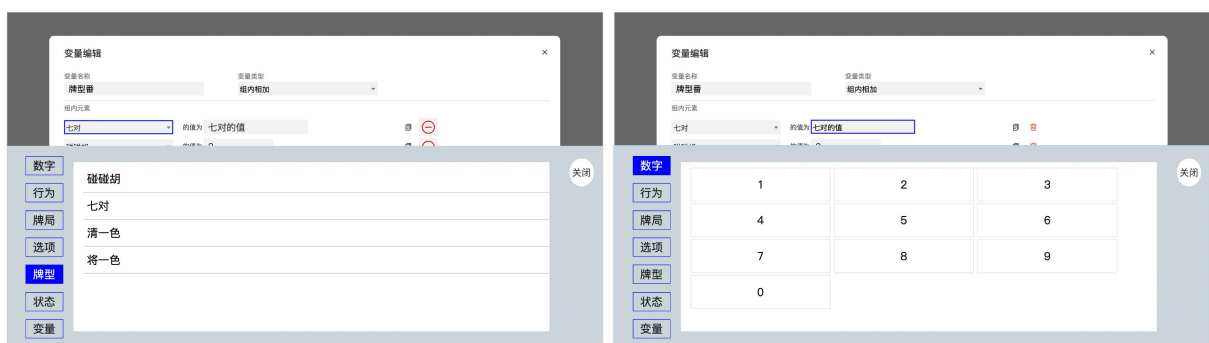 变量编辑 ×
变量名称 变量类型
牌型番 组内相加
组内元素
七对 的值为 七对的值
数字
行为
牌局
选项
牌型
状态
变量
碰碰胡
七对
清一色
将一色
关闭
变量编辑 ×
变量名称 变量类型
牌型番 组内相加
组内元素
七对 的值为 七对的值
数字
行为
牌局
选项
牌型
状态
变量
1 2 3
4 5 6
7 8 9
0
关闭